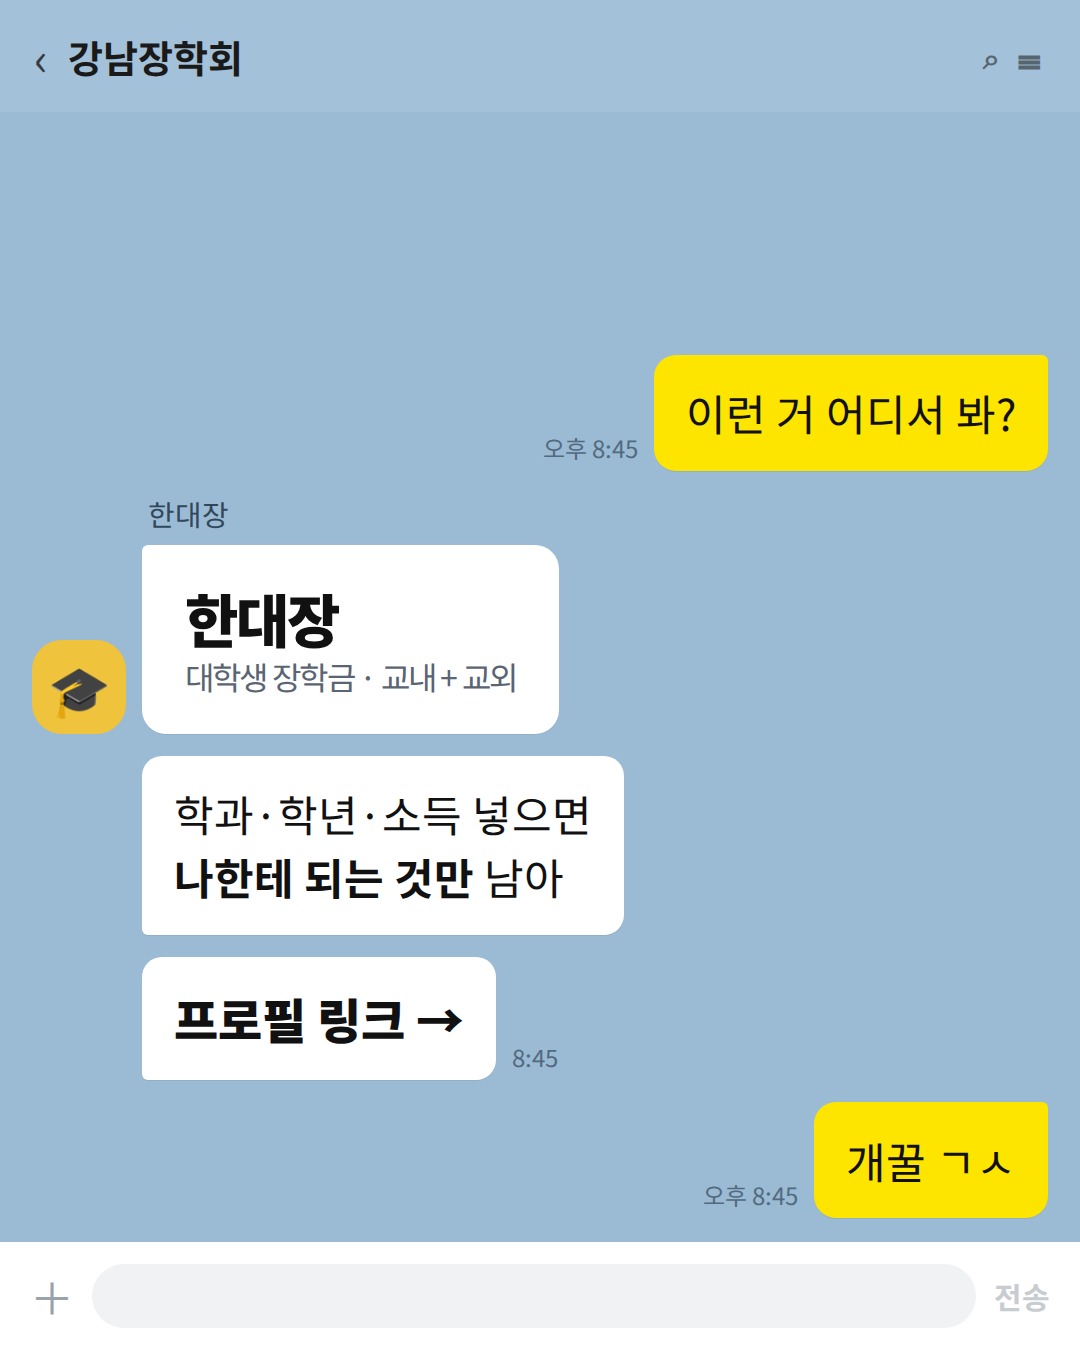 강남장학회
이런 거 어디서 봐?
오후 8:45
한대장
한대장
대학생 장학금 · 교내+교외
학과·학년·소득 넣으면
나한테 되는 것만 남아
프로필 링크 →
8:45
개꿀 ㄱㅅ
오후 8:45
전송